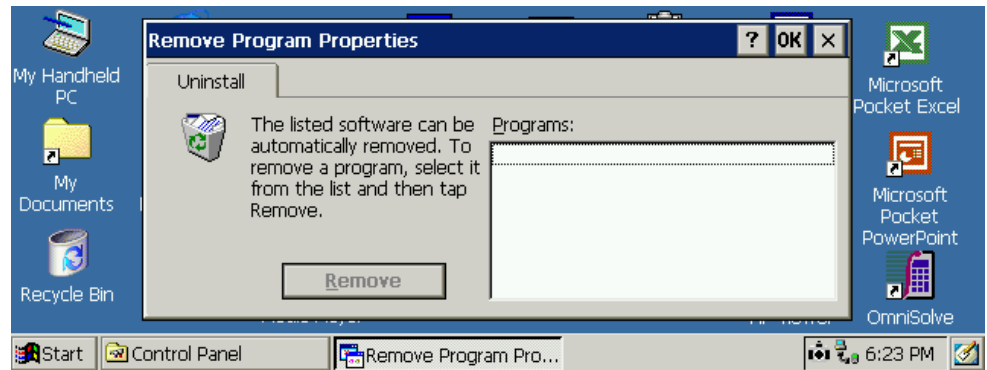 My Handheld
PC
My
Documents
Recycle Bin
Remove Program Properties
? OK ×
Uninstall
The listed software can be
automatically removed. To
remove a program, select it
from the list and then tap
Remove.
Programs:
Remove
Microsoft
Pocket Excel
Microsoft
Pocket
PowerPoint
OmniSolve
Start
Control Panel
Remove Program Pro...
6:23 PM